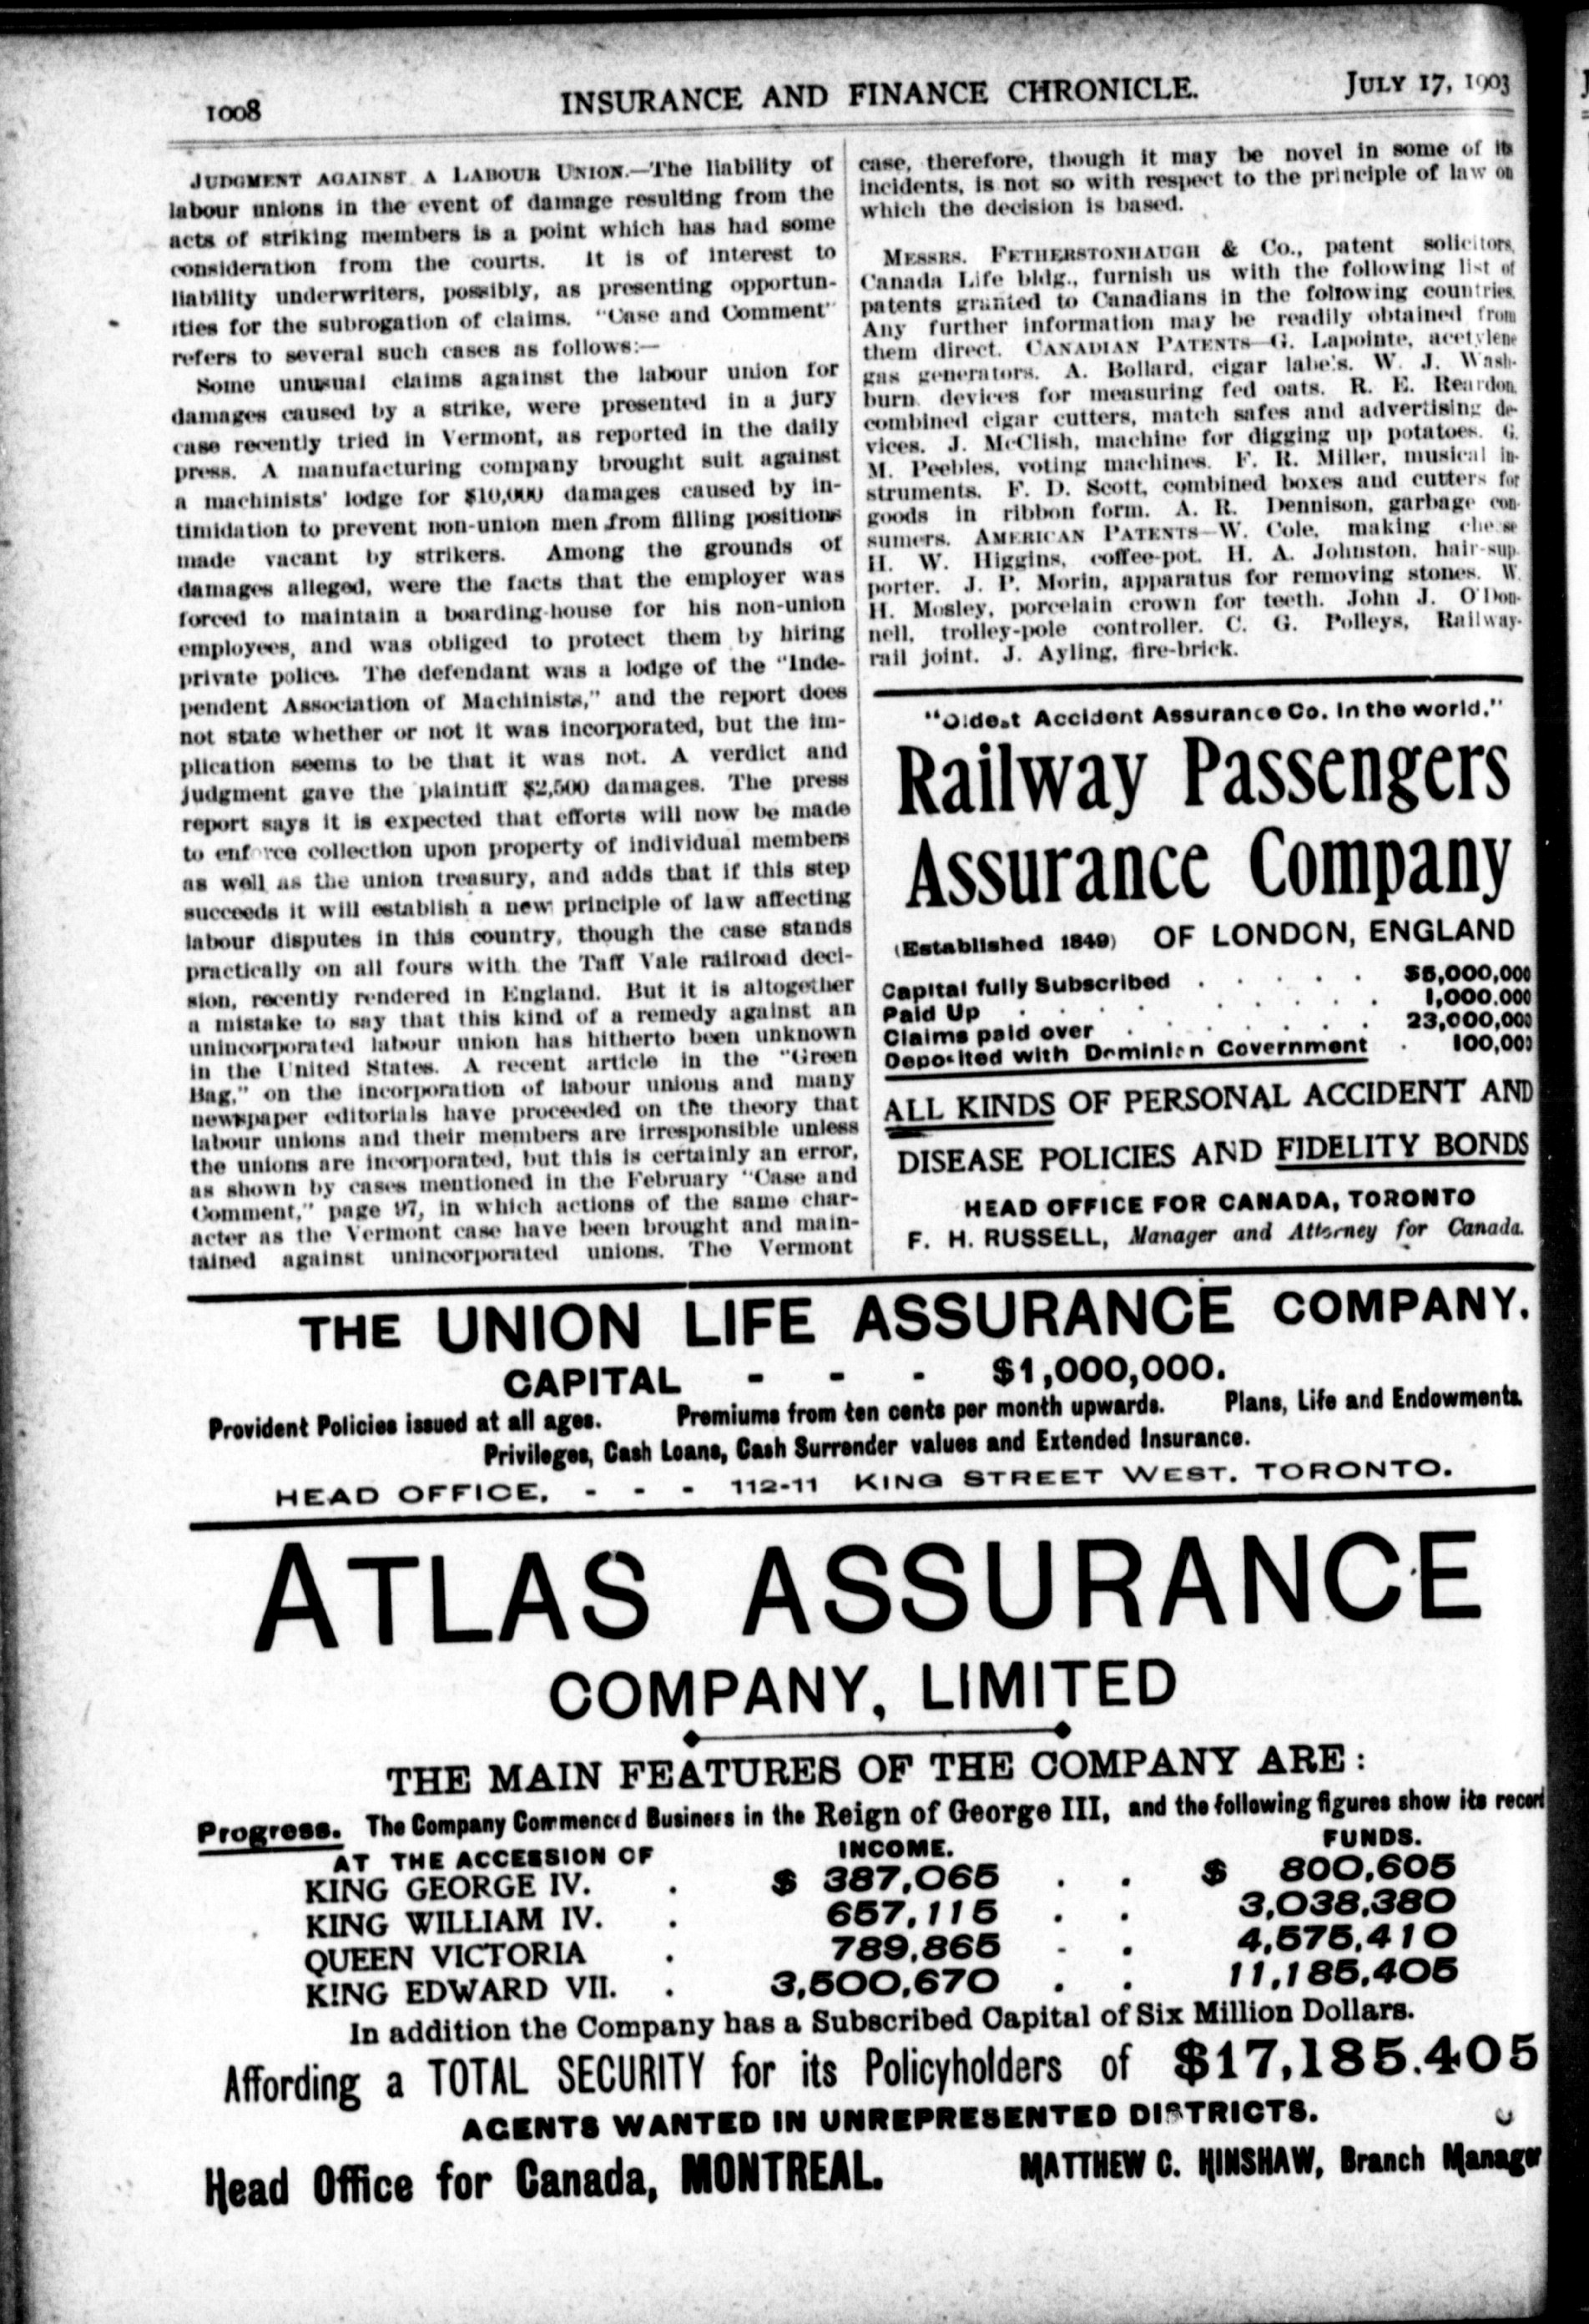 1008
INSURANCE AND FINANCE CHRONICLE.
JULY 17, 1903
JUDGMENT AGAINST A LABOUR UNION.—The liability of
labour unions in the event of damage resulting from the
acts of striking members is a point which has had some
consideration from the courts. It is of interest to
liability underwriters, possibly, as presenting opportun-
ities for the subrogation of claims. "Case and Comment"
refers to several such cases as follows:—
Some unusual claims against the labour union for
damages caused by a strike, were presented in a jury
case recently tried in Vermont, as reported in the daily
press. A manufacturing company brought suit against
a machinists' lodge for $10,000 damages caused by in-
timidation to prevent non-union men from filling positions
made vacant by strikers. Among the grounds of
damages alleged, were the facts that the employer was
forced to maintain a boarding-house for his non-union
employees, and was obliged to protect them by hiring
private police. The defendant was a lodge of the "Inde-
pendent Association of Machinists," and the report does
not state whether or not it was incorporated, but the im-
plication seems to be that it was not. A verdict and
judgment gave the plaintiff $2,500 damages. The press
report says it is expected that efforts will now be made
to enf rce collection upon property of individual members
as well as the union treasury, and adds that if this step
succeeds it will establish a new principle of law affecting
labour disputes in this country, though the case stands
practically on all fours with the Taff Vale railroad deci-
sion, recently rendered in England. But it is altogether
a mistake to say that this kind of a remedy against an
unincorporated labour union has hitherto been unknown
in the United States. A recent article in the "Green
Bag," on the incorporation of labour unions and many
newspaper editorials have proceeded on the theory that
labour unions and their members are irresponsible unless
the unions are incorporated, but this is certainly an error,
as shown by cases mentioned in the February "Case and
Comment," page 97, in which actions of the same char-
acter as the Vermont case have been brought and main-
tained against unincorporated unions. The Vermont
case, therefore, though it may be novel in some of its
incidents, is not so with respect to the principle of law on
which the decision is based.
MESSRS. FETHERSTONHAUGH & Co., patent solicitors,
Canada Life bldg., furnish us with the following list of
patents granted to Canadians in the following countries.
Any further information may be readily obtained from
them direct. CANADIAN PATENTS—G. Lapointe, acetylene
gas generators. A. Bollard, cigar labe's. W. J. Wash-
burn, devices for measuring fed oats. R. E. Reardon,
combined cigar cutters, match safes and advertising de-
vices. J. McClish, machine for digging up potatoes. G.
M. Peebles, voting machines. F. R. Miller, musical in-
struments. F. D. Scott, combined boxes and cutters for
goods in ribbon form. A. R. Dennison, garbage con-
sumers. AMERICAN PATENTS—W. Cole, making cheese
H. W. Higgins, coffee-pot. H. A. Johnston, hair-sup-
porter. J. P. Morin, apparatus for removing stones. W.
H. Mosley, porcelain crown for teeth. John J. O'Don-
nell, trolley-pole controller. C. G. Polleys, Railway-
rail joint. J. Ayling, fire-brick.
"Oldest Accident Assurance Co. in the world."
Railway Passengers
Assurance Company
(Established 1849) OF LONDON, ENGLAND
Capital fully Subscribed . . . . . $5,000,000
Paid Up . . . . . . . 1,000.000
Claims paid over . . . . . . 23,000,000
Deposited with Dominion Government . 100,000
ALL KINDS OF PERSONAL ACCIDENT AND
DISEASE POLICIES AND FIDELITY BONDS
HEAD OFFICE FOR CANADA, TORONTO
F. H. RUSSELL, Manager and Attorney for Canada.
THE UNION LIFE ASSURANCE COMPANY.
CAPITAL - - - $1,000,000.
Provident Policies issued at all ages. Premiums from ten cents per month upwards. Plans, Life and Endowments.
Privileges, Cash Loans, Cash Surrender values and Extended Insurance.
HEAD OFFICE, - - - 112-11 KING STREET WEST. TORONTO.
ATLAS ASSURANCE
COMPANY, LIMITED
THE MAIN FEATURES OF THE COMPANY ARE:
Progress. The Company Commenced Business in the Reign of George III, and the following figures show its record
AT THE ACCESSION OF INCOME. FUNDS.
KING GEORGE IV. . $ 387,065 . . $ 800,605
KING WILLIAM IV. . 657,115 . . 3,038,380
QUEEN VICTORIA . 789,865 - . 4,575,410
KING EDWARD VII. . 3,500,670 . . 11,185,405
In addition the Company has a Subscribed Capital of Six Million Dollars.
Affording a TOTAL SECURITY for its Policyholders of $17,185.405
AGENTS WANTED IN UNREPRESENTED DISTRICTS.
Head Office for Canada, MONTREAL. MATTHEW C. HINSHAW, Branch Manager